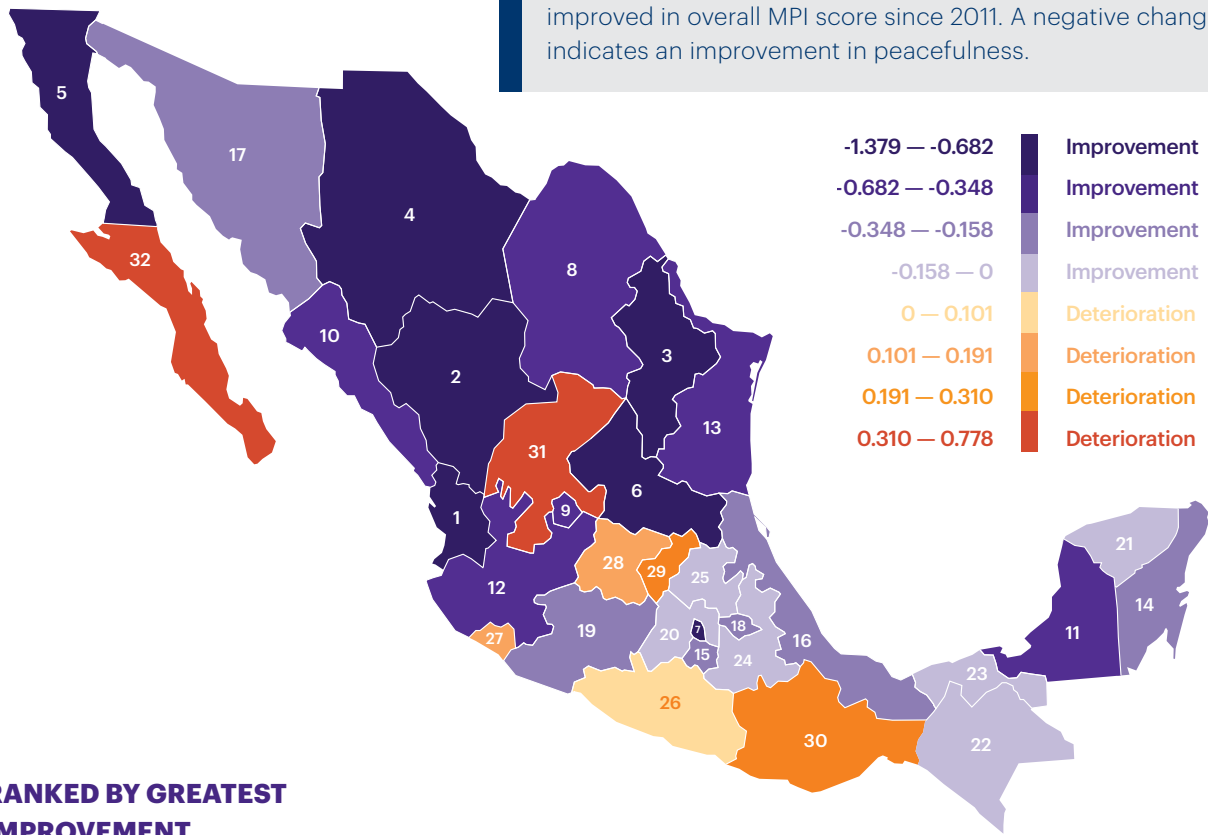 improved in overall MPI score since 2011. A negative chang
indicates an improvement in peacefulness.
-1.379 — -0.682 Improvement
-0.682 — -0.348 Improvement
-0.348 — -0.158 Improvement
-0.158 — 0 Improvement
0 — 0.101 Deterioration
0.101 — 0.191 Deterioration
0.191 — 0.310 Deterioration
0.310 — 0.778 Deterioration
5
17
4
32
8
10
3
2
13
31
6
9
1
21
28
29
25
12
14
7
18
19
20
11
27
15
16
24
23
26
30
22
RANKED BY GREATEST
MPROVEMENT